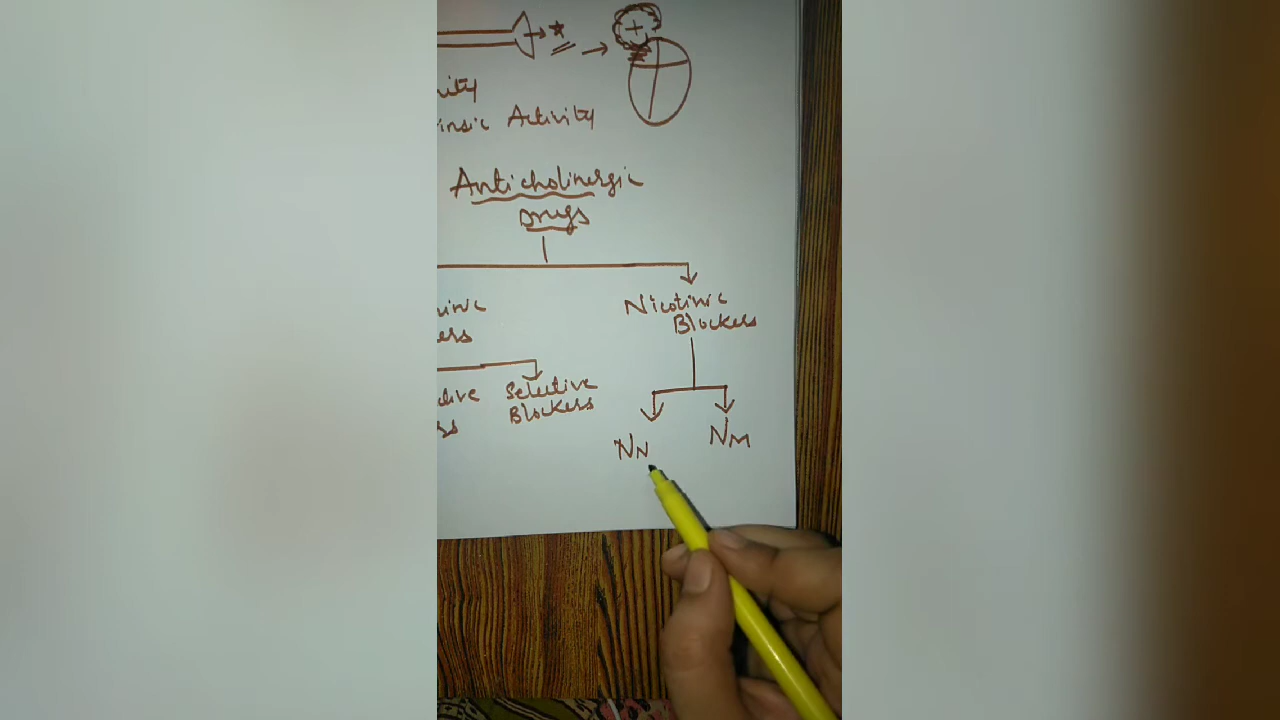 Activity
Anticholinergic
Drugs
Nicotinic
Blockers
Selective
Blockers
NN
NM